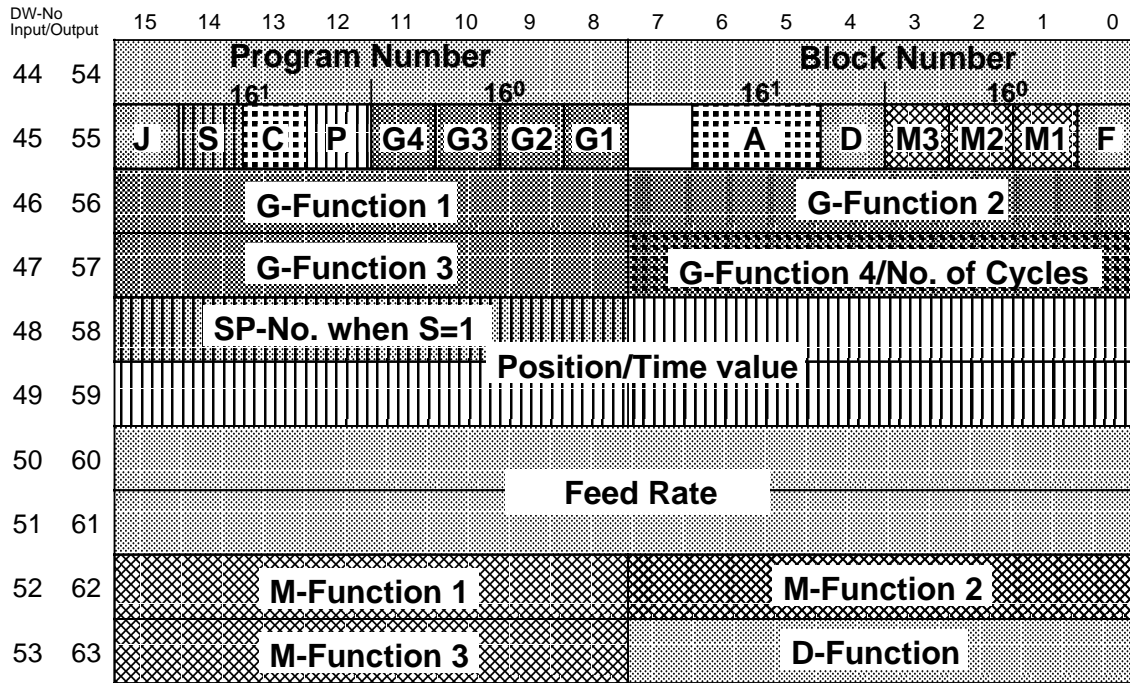 DW-No 15 14 13 12 11 10 9 8 7 6 5 4 3 2 1 0
Input/Output
Program Number Block Number
44 54
16¹ 16⁰ 16¹ 16⁰
45 55 J S C P G4 G3 G2 G1 A D M3 M2 M1 F
46 56 G-Function 1 G-Function 2
47 57 G-Function 3 G-Function 4/No. of Cycles
48 58 SP-No. when S=1
Position/Time value
49 59
50 60
Feed Rate
51 61
52 62 M-Function 1 M-Function 2
53 63 M-Function 3 D-Function